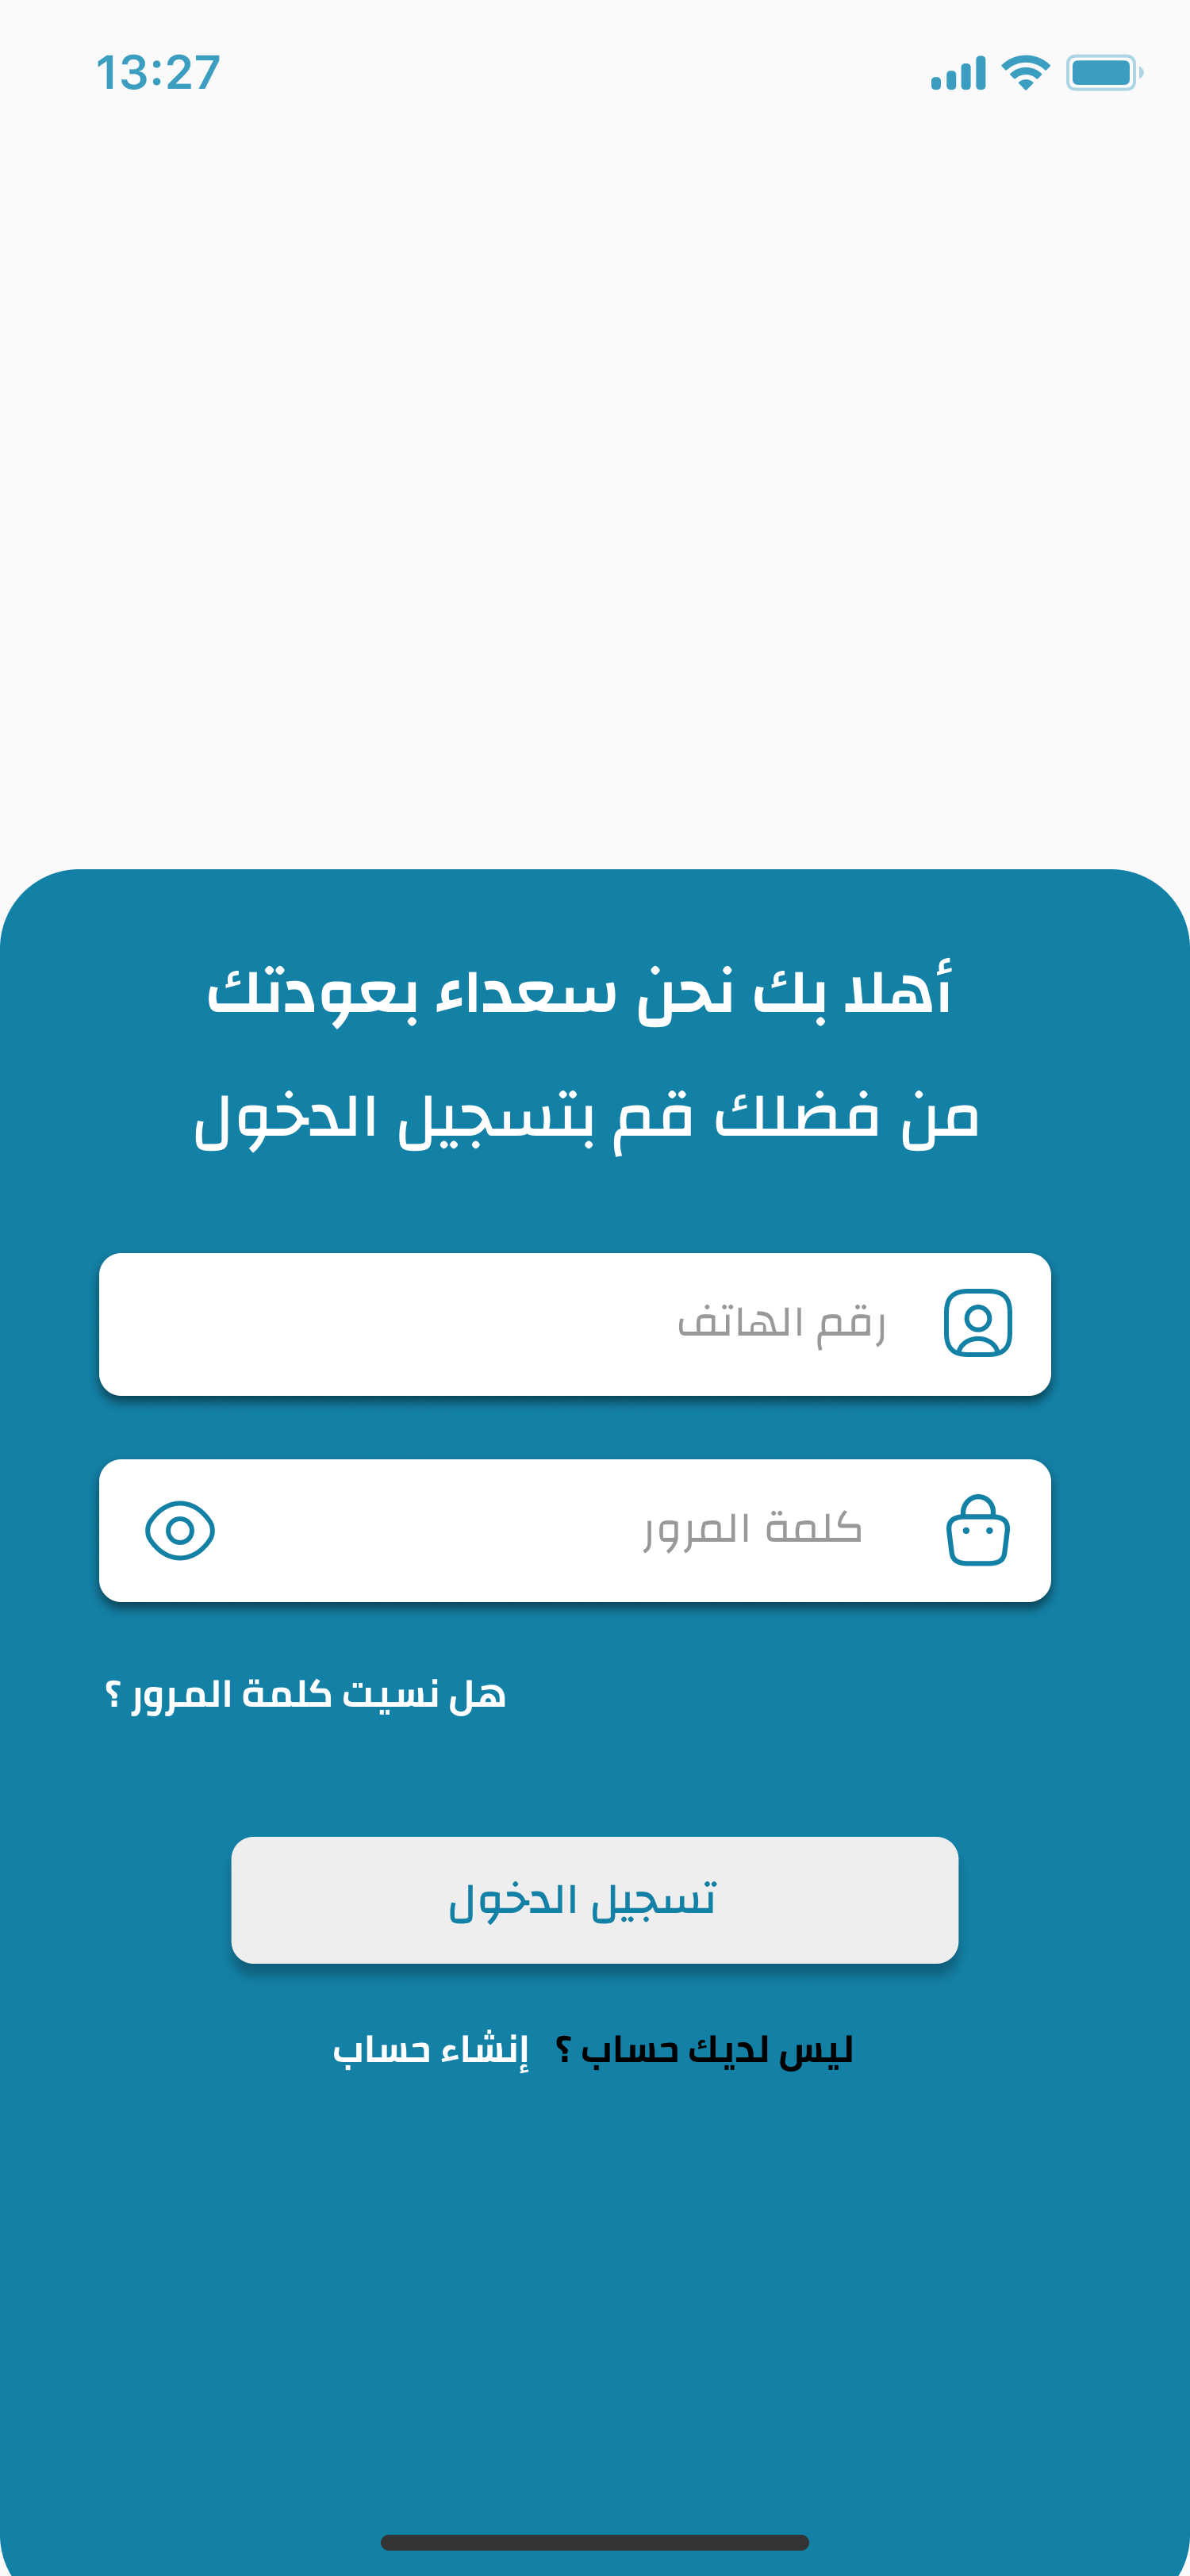 13:27
أهلا بك نحن سعداء بعودتك
من فضلك قم بتسجيل الدخول
رقم الهاتف
كلمة المرور
هل نسيت كلمة المرور ؟
تسجيل الدخول
ليس لديك حساب ؟ إنشاء حساب